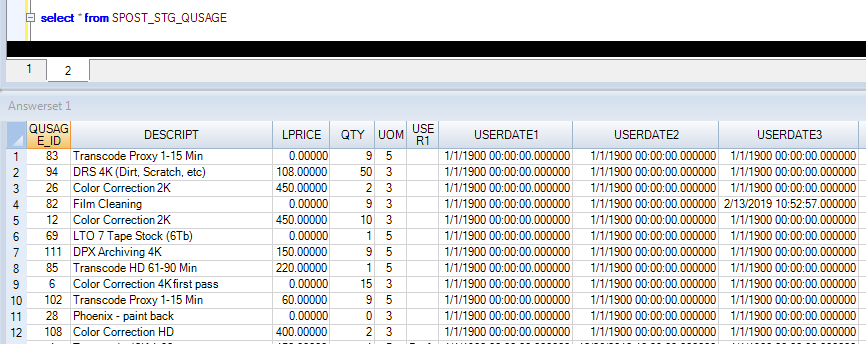 select * from SPOST_STG_QUSAGE
1 2
Answerset 1
QUSAG
E_ID DESCRIPT LPRICE QTY UOM USE
R1 USERDATE1 USERDATE2 USERDATE3
1 83 Transcode Proxy 1-15 Min 0.00000 9 5 1/1/1900 00:00:00.000000 1/1/1900 00:00:00.000000 1/1/1900 00:00:00.000000
2 94 DRS 4K (Dirt, Scratch, etc) 108.00000 50 3 1/1/1900 00:00:00.000000 1/1/1900 00:00:00.000000 1/1/1900 00:00:00.000000
3 26 Color Correction 2K 450.00000 2 3 1/1/1900 00:00:00.000000 1/1/1900 00:00:00.000000 1/1/1900 00:00:00.000000
4 82 Film Cleaning 0.00000 9 3 1/1/1900 00:00:00.000000 1/1/1900 00:00:00.000000 2/13/2019 10:52:57.000000
5 12 Color Correction 2K 450.00000 10 3 1/1/1900 00:00:00.000000 1/1/1900 00:00:00.000000 1/1/1900 00:00:00.000000
6 69 LTO 7 Tape Stock (6Tb) 0.00000 1 5 1/1/1900 00:00:00.000000 1/1/1900 00:00:00.000000 1/1/1900 00:00:00.000000
7 111 DPX Archiving 4K 150.00000 9 5 1/1/1900 00:00:00.000000 1/1/1900 00:00:00.000000 1/1/1900 00:00:00.000000
8 85 Transcode HD 61-90 Min 220.00000 1 5 1/1/1900 00:00:00.000000 1/1/1900 00:00:00.000000 1/1/1900 00:00:00.000000
9 6 Color Correction 4K first pass 0.00000 15 3 1/1/1900 00:00:00.000000 1/1/1900 00:00:00.000000 1/1/1900 00:00:00.000000
10 102 Transcode Proxy 1-15 Min 60.00000 9 5 1/1/1900 00:00:00.000000 1/1/1900 00:00:00.000000 1/1/1900 00:00:00.000000
11 28 Phoenix - paint back 0.00000 0 3 1/1/1900 00:00:00.000000 1/1/1900 00:00:00.000000 1/1/1900 00:00:00.000000
12 108 Color Correction HD 400.00000 2 3 1/1/1900 00:00:00.000000 1/1/1900 00:00:00.000000 1/1/1900 00:00:00.000000